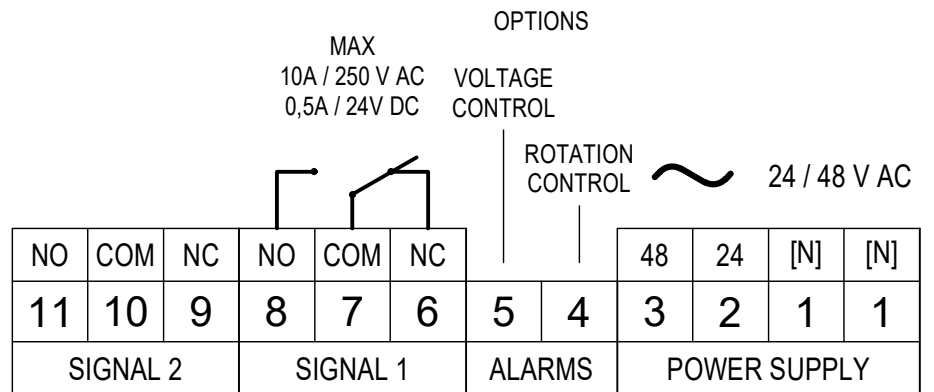 OPTIONS
MAX
10A / 250 V AC
0,5A / 24V DC
VOLTAGE
CONTROL
ROTATION
CONTROL
24 / 48 V AC
NO COM NC NO COM NC 48 24 [N] [N]
11 10 9 8 7 6 5 4 3 2 1 1
SIGNAL 2 SIGNAL 1 ALARMS POWER SUPPLY